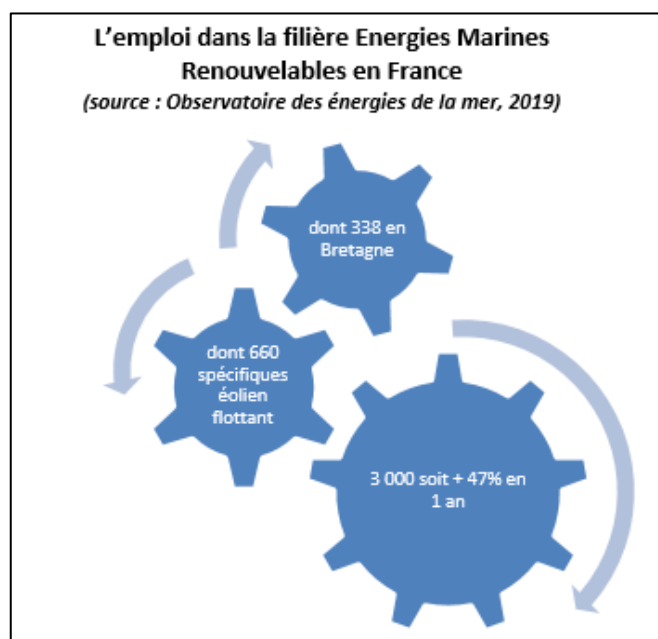 L'emploi dans la filière Energies Marines
Renouvelables en France
(source : Observatoire des énergies de la mer, 2019)
dont 338 en
Bretagne
dont 660
spécifiques
éolien
flottant
3 000 soit + 47% en
1 an